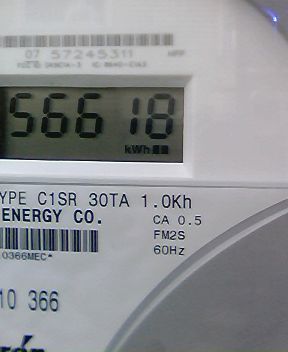 07 57245311
56618
kWh
YPE C1SR 30TA 1.0Kh
ENERGY CO.
CA 0.5
FM2S
60Hz
0366MEC*
10 366